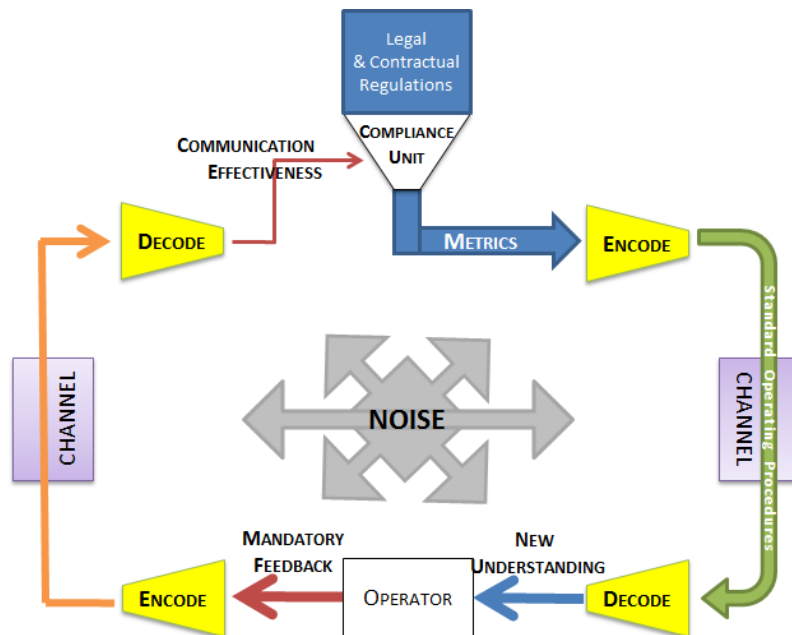 Legal
& Contractual
Regulations
COMPLIANCE
UNIT
COMMUNICATION
EFFECTIVENESS
DECODE
METRICS
ENCODE
Standard Operating Procedures
CHANNEL
CHANNEL
NOISE
MANDATORY
FEEDBACK
NEW
UNDERSTANDING
ENCODE
OPERATOR
DECODE